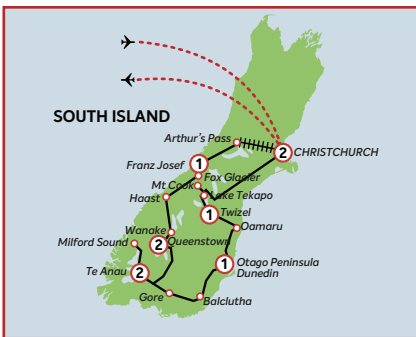 SOUTH ISLAND
Arthur's Pass
2
CHRISTCHURCH
1
Franz Josef
Fox Glacier
Mt Cook
Lake Tekapo
Haast
1
Twizel
Oamaru
Wanake
Milford Sound
2
Queenstown
Te Anau
2
1
Otago Peninsula
Dunedin
Gore
Balclutha